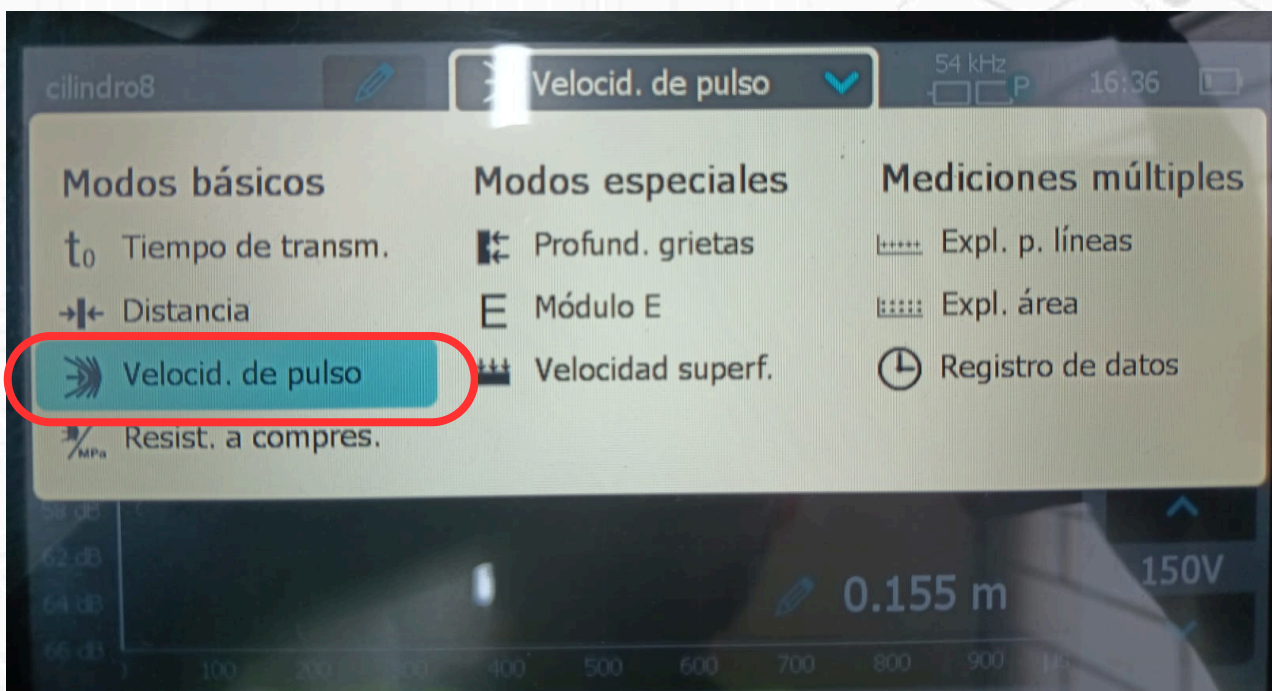 cilindro8
Velocid. de pulso
54 kHz
P
16:36
Modos básicos
t0 Tiempo de transm.
Distancia
Velocid. de pulso
MPa Resist. a compres.
Modos especiales
Profund. grietas
E Módulo E
Velocidad superf.
Mediciones múltiples
Expl. p. líneas
Expl. área
Registro de datos
58 dB
62 dB
64 dB
66 dB
0.155 m
150V
100 200 300 400 500 600 700 800 900 µs